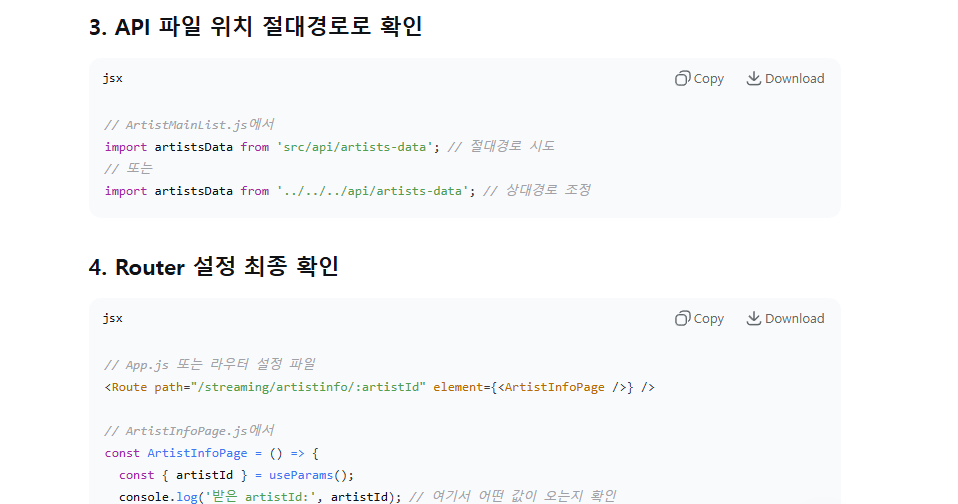 3. API 파일 위치 절대경로로 확인
jsx Copy Download
// ArtistMainList.js에서
import artistsData from 'src/api/artists-data'; // 절대경로 시도
// 또는
import artistsData from '../../../api/artists-data'; // 상대경로 조정
4. Router 설정 최종 확인
jsx Copy Download
// App.js 또는 라우터 설정 파일
<Route path="/streaming/artistinfo/:artistId" element={<ArtistInfoPage />} />
// ArtistInfoPage.js에서
const ArtistInfoPage = () => {
const { artistId } = useParams();
console.log('받은 artistId:', artistId); // 여기서 어떤 값이 오는지 확인